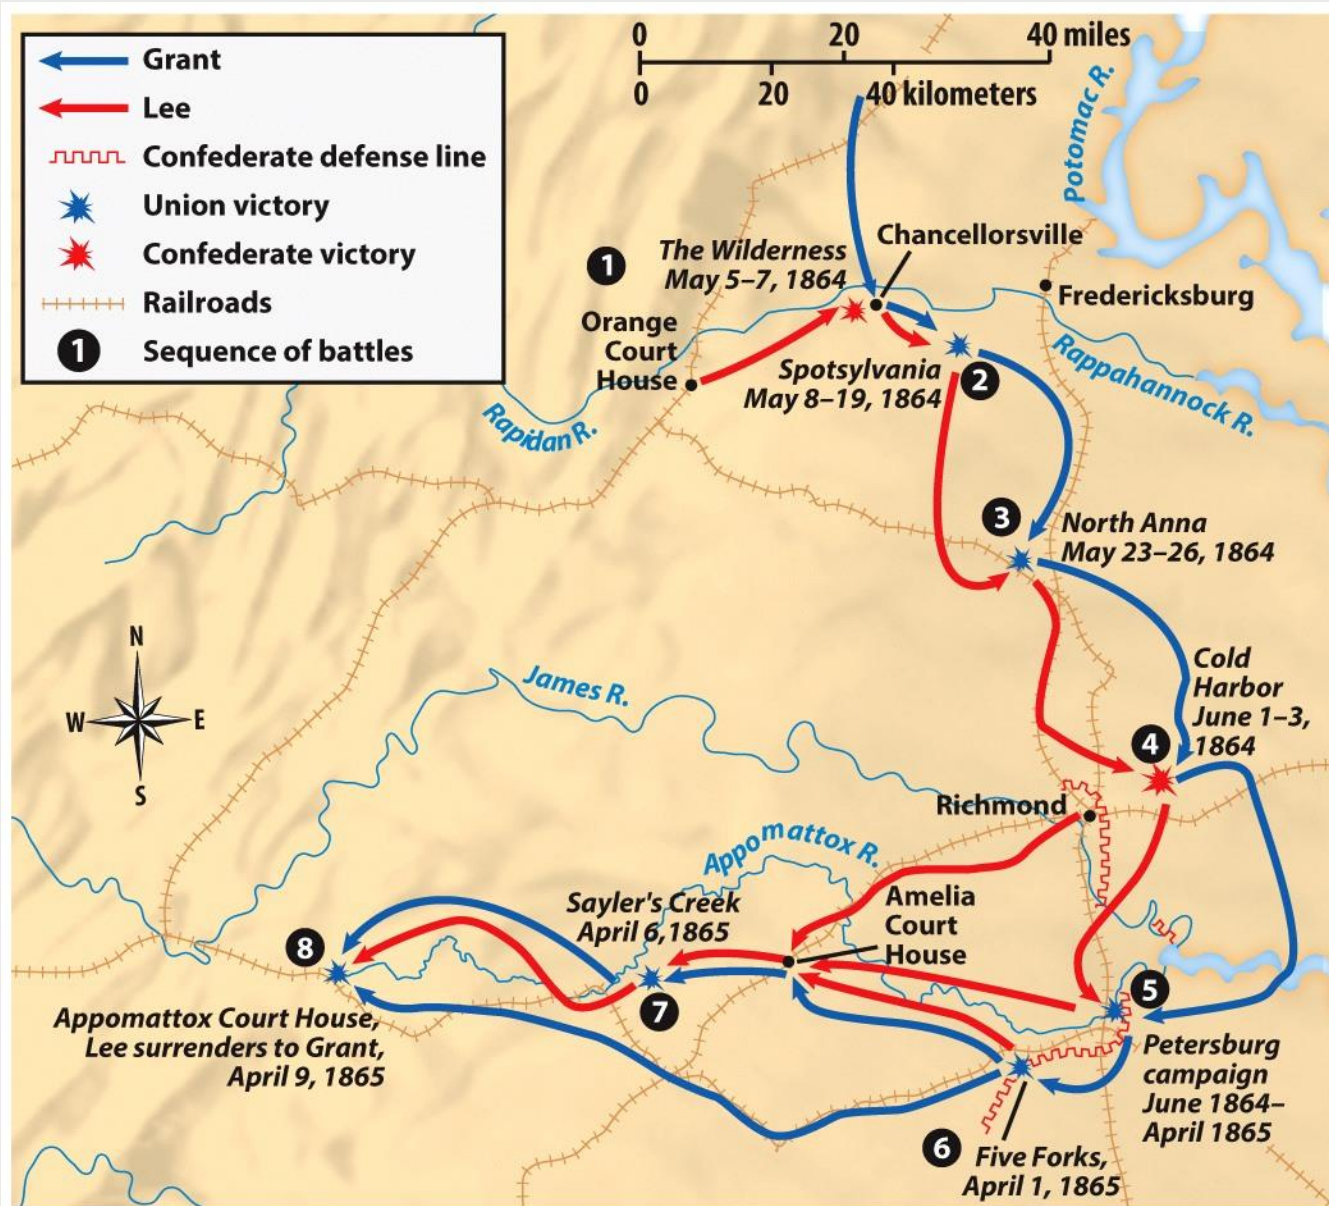 Grant
Lee
Confederate defense line
Union victory
Confederate victory
Railroads
1 Sequence of battles
0 20 40 miles
0 20 40 kilometers
Potomac R.
Chancellorsville
1
The Wilderness
May 5–7, 1864
Fredericksburg
Orange
Court
House
Rappahannock R.
Spotsylvania
May 8–19, 1864
2
Rapidan R.
3
North Anna
May 23–26, 1864
N
W E
S
James R.
Cold
Harbor
June 1–3,
1864
4
Richmond
Appomattox R.
Amelia
Court
House
Sayler's Creek
April 6,1865
8
7
5
Appomattox Court House,
Lee surrenders to Grant,
April 9, 1865
Petersburg
campaign
June 1864–
April 1865
6
Five Forks,
April 1, 1865